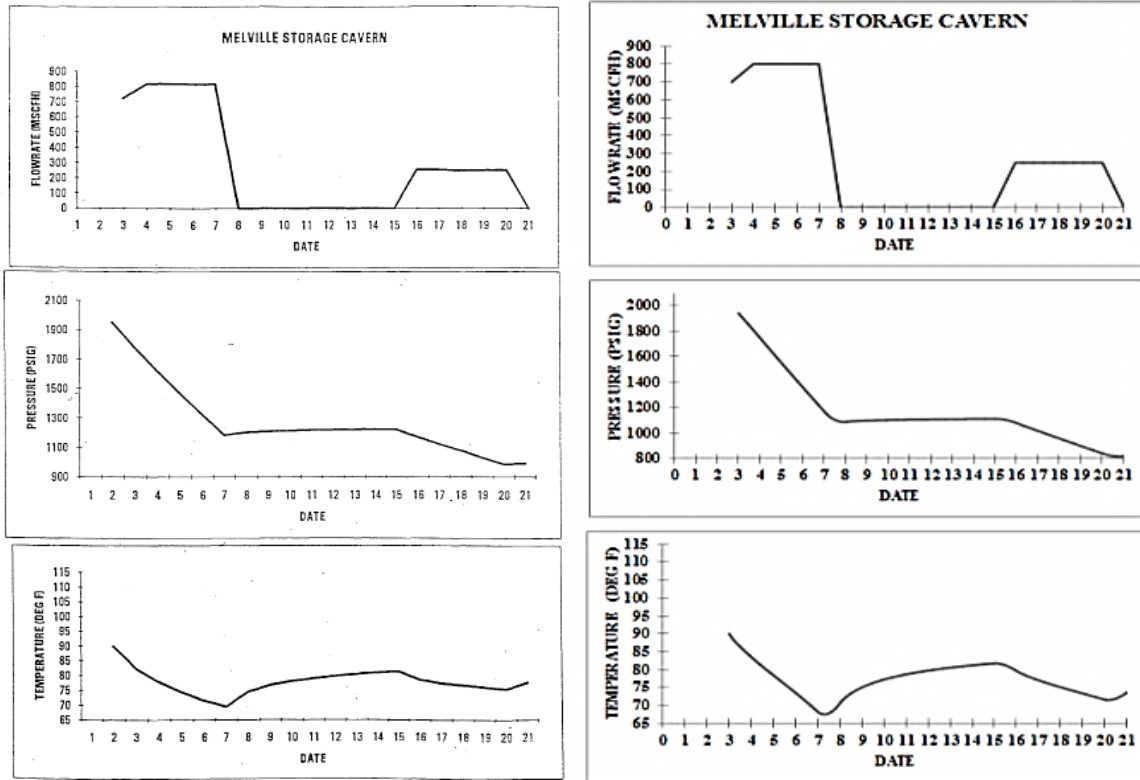 MELVILLE STORAGE CAVERN
FLOWRATE (MSCFH)
900
800
700
600
500
400
300
200
100
0
1 2 3 4 5 6 7 8 9 10 11 12 13 14 15 16 17 18 19 20 21
DATE
MELVILLE STORAGE CAVERN
FLOWRATE (MSCFH)
900
800
700
600
500
400
300
200
100
0
0 1 2 3 4 5 6 7 8 9 10 11 12 13 14 15 16 17 18 19 20 21
DATE
PRESSURE (PSIG)
2100
1900
1700
1500
1300
1100
900
1 2 3 4 5 6 7 8 9 10 11 12 13 14 15 16 17 18 19 20 21
DATE
PRESSURE (PSIG)
2000
1800
1600
1400
1200
1000
800
0 1 2 3 4 5 6 7 8 9 10 11 12 13 14 15 16 17 18 19 20 21
DATE
TEMPERATURE (DEG F)
115
110
105
100
95
90
85
80
75
70
65
1 2 3 4 5 6 7 8 9 10 11 12 13 14 15 16 17 18 19 20 21
DATE
TEMPERATURE (DEG F)
115
110
105
100
95
90
85
80
75
70
65
0 1 2 3 4 5 6 7 8 9 10 11 12 13 14 15 16 17 18 19 20 21
DATE